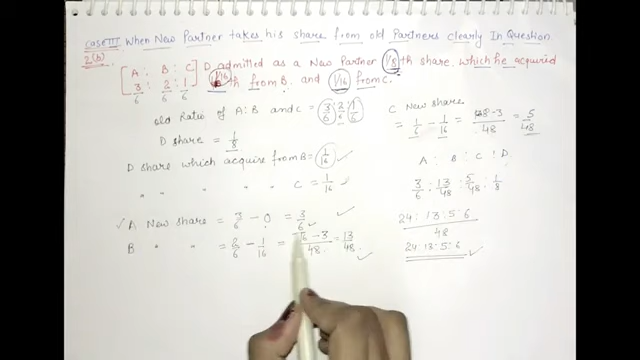 Case III When New Partner takes his share from old Partners Clearly In Question
2(b)
[A : B : C] D admitted as a New Partner 1/8th share. which he acquired
3/6 : 2/6 : 1/6 1/16th from B. and 1/16 from C.
old Ratio of A:B and C = 3/6 : 2/6 : 1/6
D share = 1/8
D share which acquire from B = 1/16 ✓
" " " " " C = 1/16 ✓
✓ A New share = 3/6 - 0 = 3/6 ✓
B " " = 2/6 - 1/16 = 16 - 3/48 = 13/48 ✓
C New share
= 1/6 - 1/16 = 8-3/48 = 5/48
A : B : C : D
3/6 : 13/48 : 5/48 : 1/8
24 : 13 : 5 : 6
48
24:13:5:6 ✓